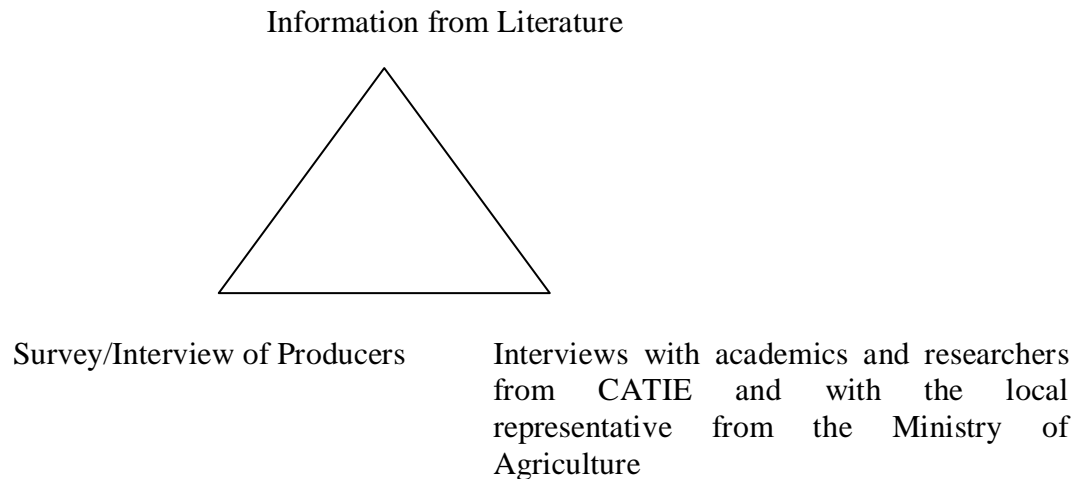 Information from Literature
Survey/Interview of Producers
Interviews with academics and researchers
from CATIE and with the local
representative from the Ministry of
Agriculture